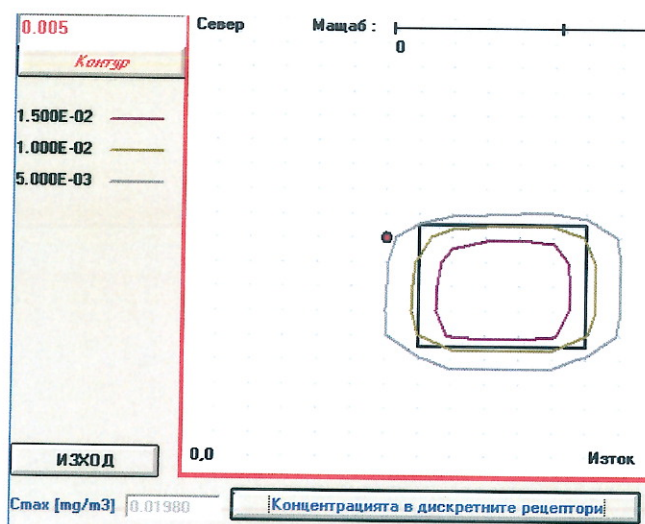 0.005
Север
Мащаб :
0
Контур
1.500E-02
1.000E-02
5.000E-03
ИЗХОД
0,0
Изток
Cmax [mg/m3]
0.01980
Концентрацията в дискретните рецептори